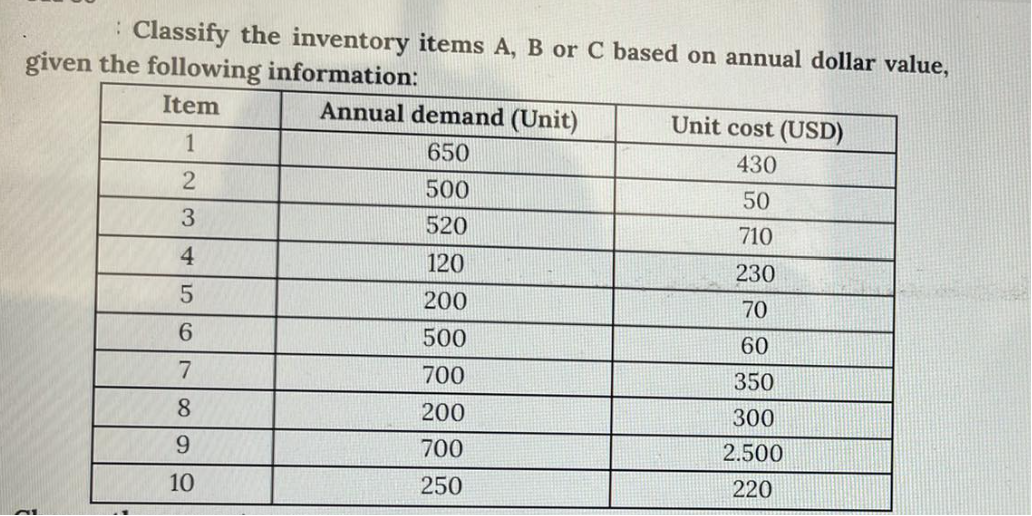 : Classify the inventory items A, B or C based on annual dollar value,
given the following information:
Item Annual demand (Unit) Unit cost (USD)
1 650 430
2 500 50
3 520 710
4 120 230
5 200 70
6 500 60
7 700 350
8 200 300
9 700 2.500
10 250 220